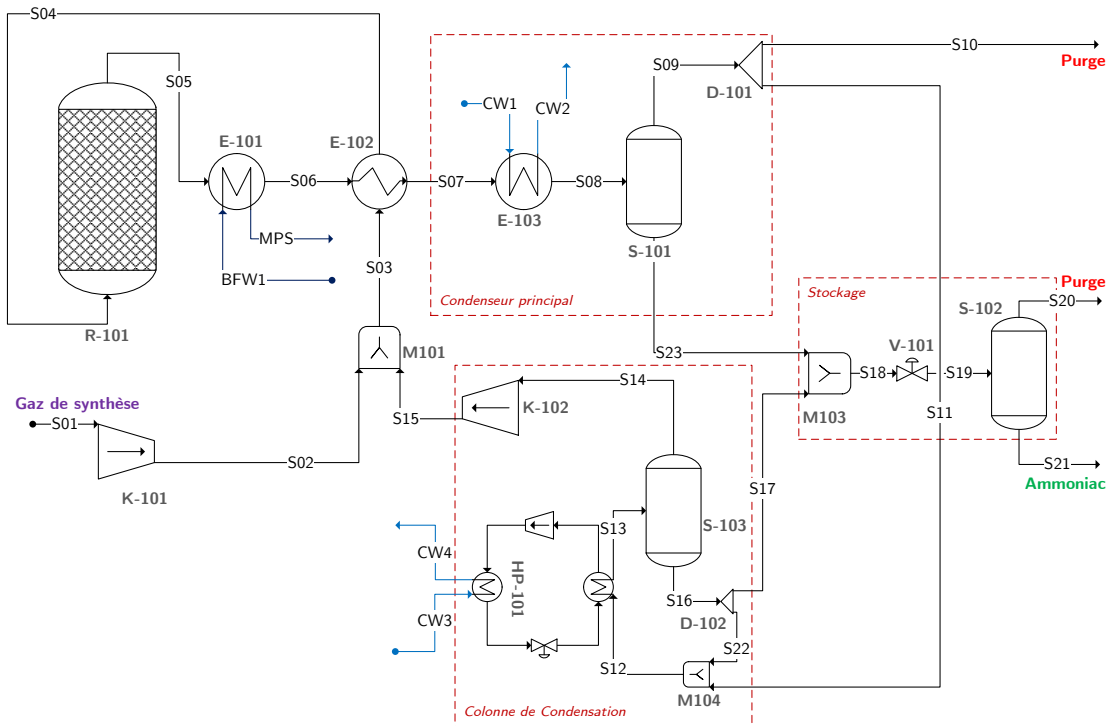 S04
S10
Purge
S05
S09
D-101
CW1
CW2
E-101
E-102
S06
S07
S08
E-103
MPS
BFW1
S03
S-101
R-101
Condenseur principal
M101
Stockage
Purge
S20
S-102
V-101
S23
S18
S19
M103
S14
K-102
S15
S11
Gaz de synthèse
S01
S02
K-101
S21
Ammoniac
S17
S13
S-103
CW4
HP-101
CW3
S16
D-102
S22
S12
M104
Colonne de Condensation